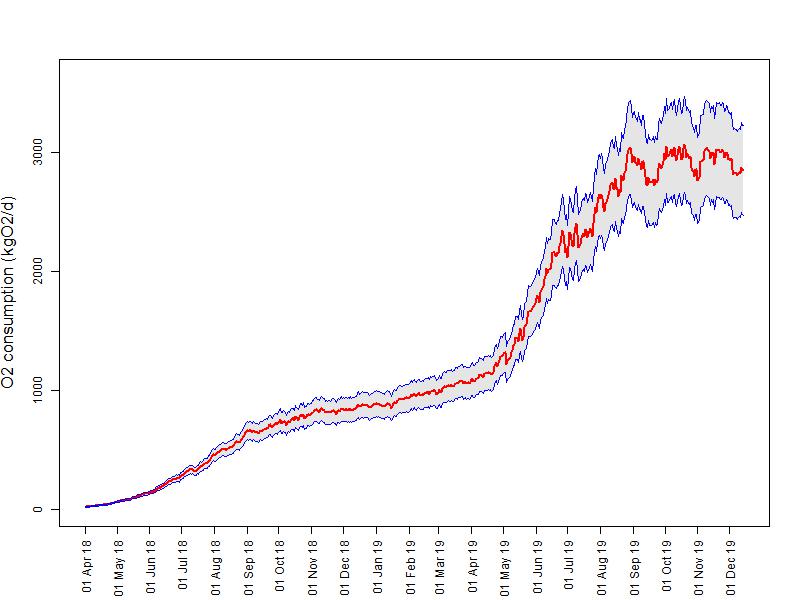 O2 consumption (kgO2/d)
3000
2000
1000
0
01 Apr 18
01 May 18
01 Jun 18
01 Jul 18
01 Aug 18
01 Sep 18
01 Oct 18
01 Nov 18
01 Dec 18
01 Jan 19
01 Feb 19
01 Mar 19
01 Apr 19
01 May 19
01 Jun 19
01 Jul 19
01 Aug 19
01 Sep 19
01 Oct 19
01 Nov 19
01 Dec 19